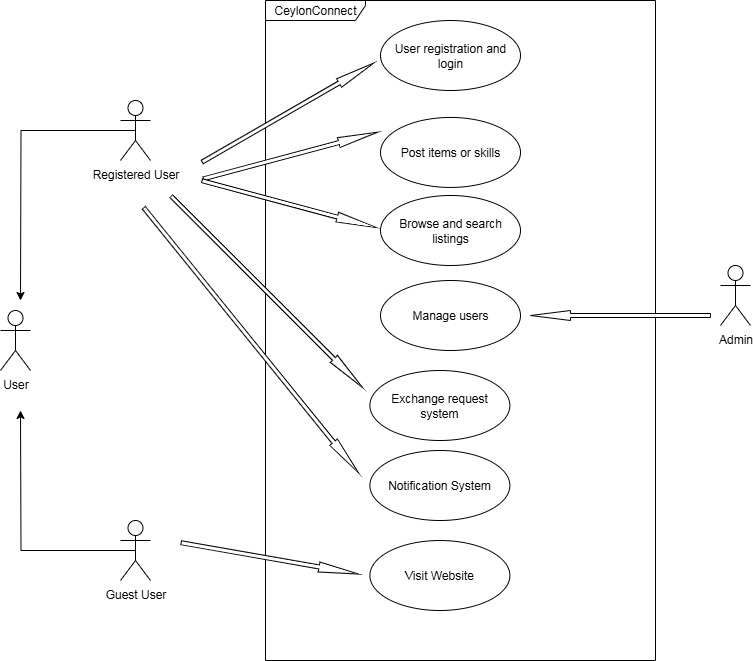 CeylonConnect
User registration and
login
Post items or skills
Registered User
Browse and search
listings
Manage users
Admin
User
Exchange request
system
Notification System
Visit Website
Guest User